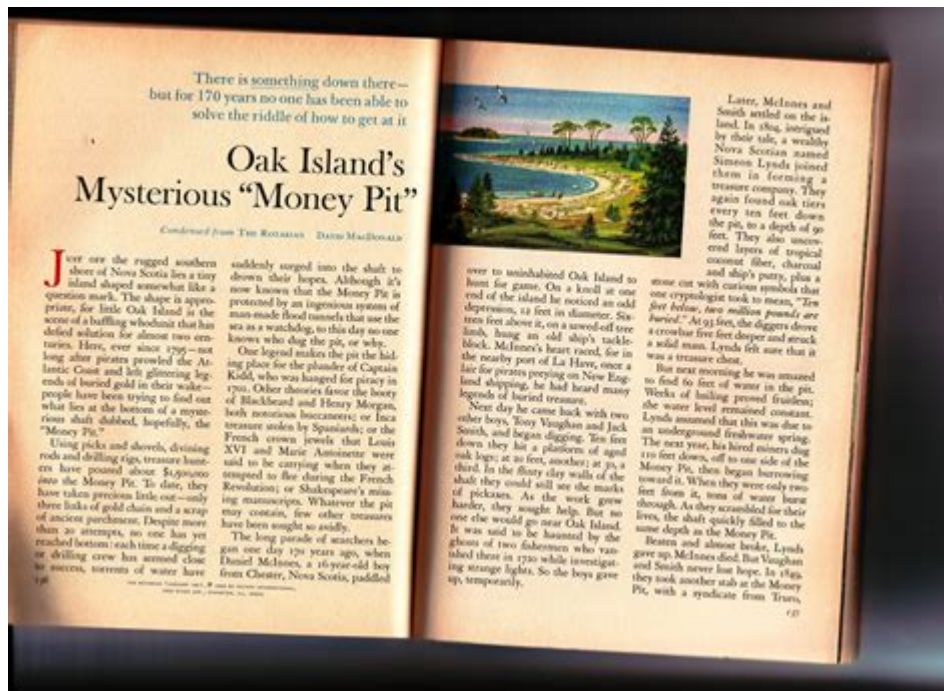 There is something down there—
but for 170 years no one has been able to
solve the riddle of how to get at it
Oak Island's
Mysterious “Money Pit”
Condensed from THE ROTARIAN DAVID MACDONALD
JUST OFF the rugged southern
shore of Nova Scotia lies a tiny
island shaped somewhat like a
question mark. The shape is appro-
priate, for little Oak Island is the
scene of a baffling whodunit that has
defied solution for almost two cen-
turies. Here, ever since 1795—not
long after pirates prowled the At-
lantic Coast and left glittering leg-
ends of buried gold in their wake—
people have been trying to find out
what lies at the bottom of a myste-
rious shaft dubbed, hopefully, the
“Money Pit.”
Using picks and shovels, divining
rods and drilling rigs, treasure hunt-
ers have poured about $1,500,000
into the Money Pit. To date, they
have taken precious little out—only
three links of gold chain and a scrap
of ancient parchment. Despite more
than 20 attempts, no one has yet
reached bottom: each time a digging
or drilling crew has seemed close
to success, torrents of water have
136
suddenly surged into the shaft to
drown their hopes. Although it's
now known that the Money Pit is
protected by an ingenious system of
man-made flood tunnels that use the
sea as a watchdog, to this day no one
knows who dug the pit, or why.
One legend makes the pit the hid-
ing place for the plunder of Captain
Kidd, who was hanged for piracy in
1701. Other theories favor the booty
of Blackbeard and Henry Morgan,
both notorious buccaneers; or Inca
treasure stolen by Spaniards; or the
French crown jewels that Louis
XVI and Marie Antoinette were
said to be carrying when they at-
tempted to flee during the French
Revolution; or Shakespeare's miss-
ing manuscripts. Whatever the pit
may contain, few other treasures
have been sought so avidly.
The long parade of searchers be-
gan one day 170 years ago, when
Daniel McInnes, a 16-year-old boy
from Chester, Nova Scotia, paddled
over to uninhabited Oak Island to
hunt for game. On a knoll at one
end of the island he noticed an odd
depression, 12 feet in diameter. Six-
teen feet above it, on a sawed-off tree
limb, hung an old ship's tackle-
block. McInnes's heart raced, for in
the nearby port of La Have, once a
lair for pirates preying on New Eng-
land shipping, he had heard many
legends of buried treasure.
Next day he came back with two
other boys, Tony Vaughan and Jack
Smith, and began digging. Ten feet
down they hit a platform of aged
oak logs; at 20 feet, another; at 30, a
third. In the flinty clay walls of the
shaft they could still see the marks
of pickaxes. As the work grew
harder, they sought help. But no
one else would go near Oak Island.
It was said to be haunted by the
ghosts of two fishermen who van-
ished there in 1720 while investigat-
ing strange lights. So the boys gave
up, temporarily.
Later, McInnes and
Smith settled on the is-
land. In 1804, intrigued
by their tale, a wealthy
Nova Scotian named
Simeon Lynds joined
them in forming a
treasure company. They
again found oak tiers
every ten feet down
the pit, to a depth of 90
feet. They also uncov-
ered layers of tropical
coconut fiber, charcoal
and ship's putty, plus a
stone cut with curious symbols that
one cryptologist took to mean, “Ten
feet below, two million pounds are
buried.” At 93 feet, the diggers drove
a crowbar five feet deeper and struck
a solid mass. Lynds felt sure that it
was a treasure chest.
But next morning he was amazed
to find 60 feet of water in the pit.
Weeks of bailing proved fruitless;
the water level remained constant.
Lynds assumed that this was due to
an underground freshwater spring.
The next year, his hired miners dug
110 feet down, off to one side of the
Money Pit, then began burrowing
toward it. When they were only two
feet from it, tons of water burst
through. As they scrambled for their
lives, the shaft quickly filled to the
same depth as the Money Pit.
Beaten and almost broke, Lynds
gave up. McInnes died. But Vaughan
and Smith never lost hope. In 1849,
they took another stab at the Money
Pit, with a syndicate from Truro,
137